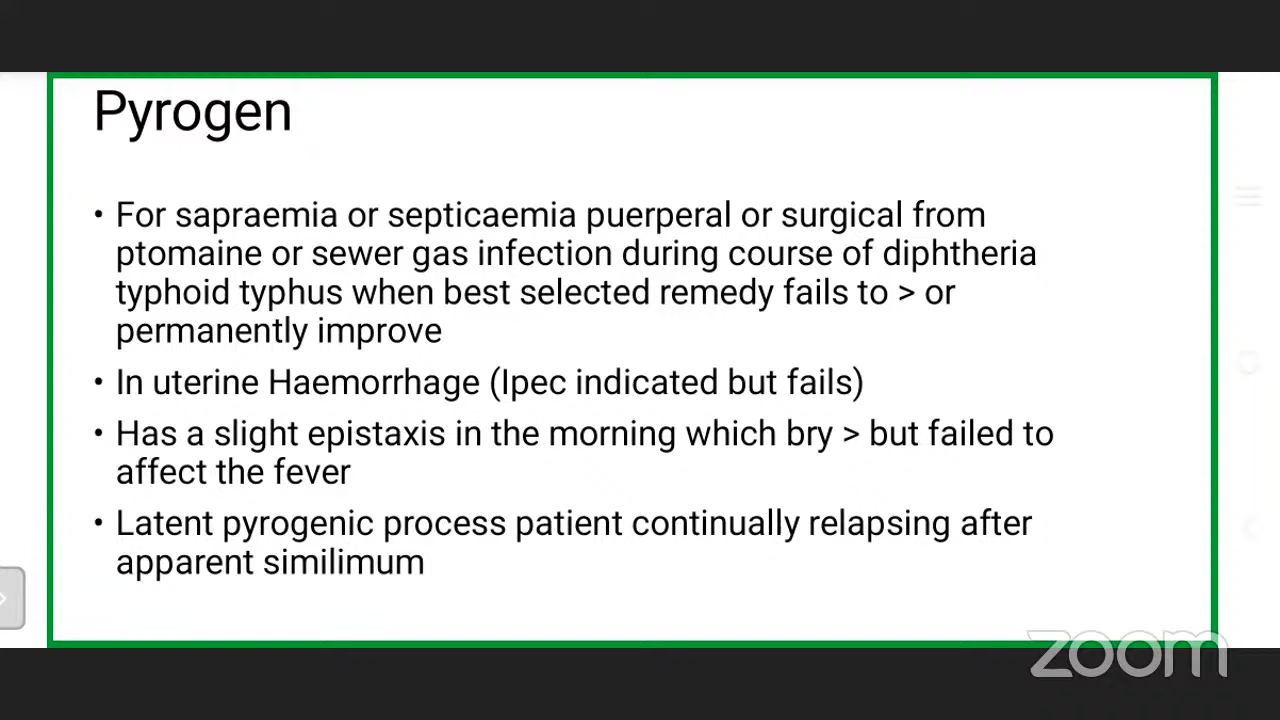 Pyrogen
• For sapraemia or septicaemia puerperal or surgical from
ptomaine or sewer gas infection during course of diphtheria
typhoid typhus when best selected remedy fails to > or
permanently improve
• In uterine Haemorrhage (Ipec indicated but fails)
• Has a slight epistaxis in the morning which bry > but failed to
affect the fever
• Latent pyrogenic process patient continually relapsing after
apparent similimum
zoom